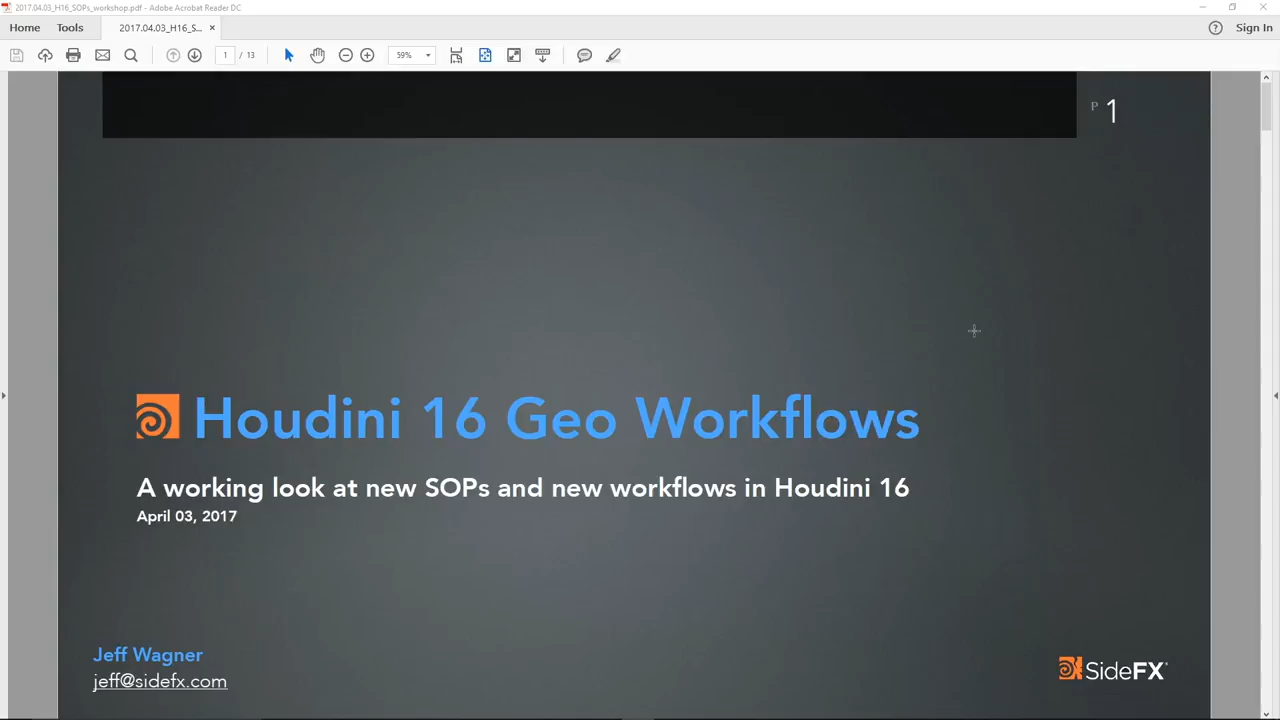 2017.04.03_H16_SOPs_workshop.pdf - Adobe Acrobat Reader DC
Home Tools 2017.04.03_H16_S... × Sign In
1 / 13 59%
P 1
Houdini 16 Geo Workflows
A working look at new SOPs and new workflows in Houdini 16
April 03, 2017
Jeff Wagner
jeff@sidefx.com
SideFX